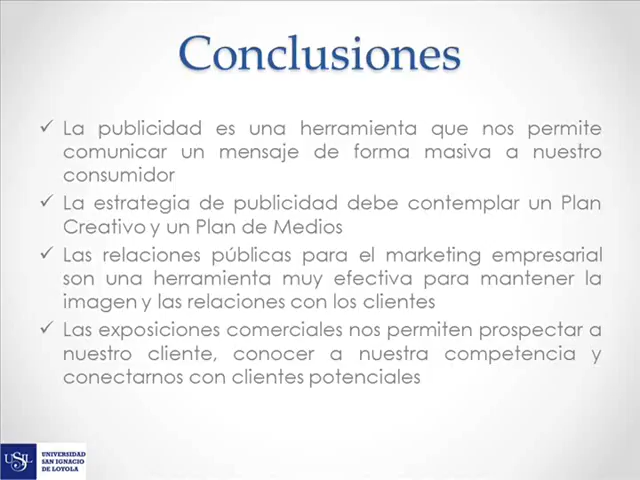 Conclusiones
✓ La publicidad es una herramienta que nos permite
comunicar un mensaje de forma masiva a nuestro
consumidor
✓ La estrategia de publicidad debe contemplar un Plan
Creativo y un Plan de Medios
✓ Las relaciones públicas para el marketing empresarial
son una herramienta muy efectiva para mantener la
imagen y las relaciones con los clientes
✓ Las exposiciones comerciales nos permiten prospectar a
nuestro cliente, conocer a nuestra competencia y
conectarnos con clientes potenciales
USIL
UNIVERSIDAD
SAN IGNACIO
DE LOYOLA